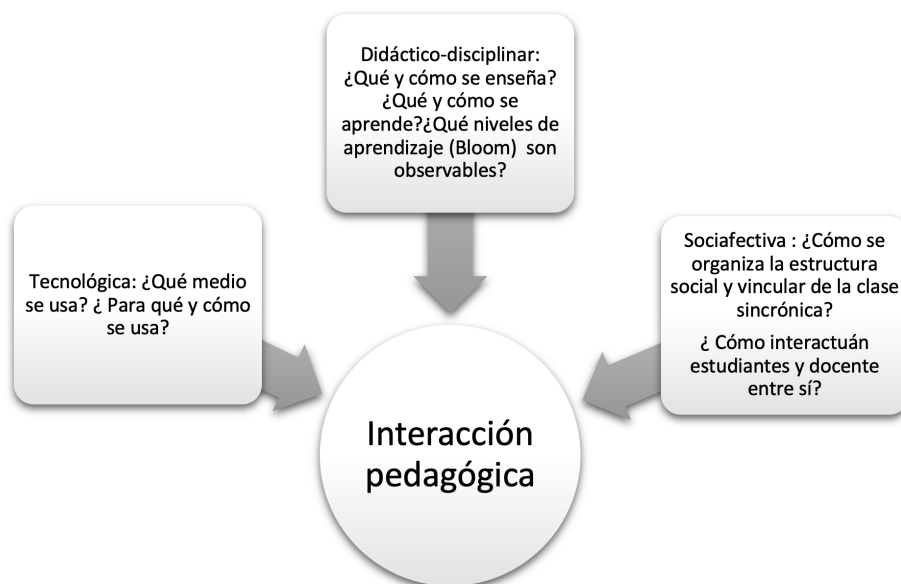 Didáctico-disciplinar:
¿Qué y cómo se enseña?
¿Qué y cómo se
aprende?¿Qué niveles de
aprendizaje (Bloom) son
observables?
Tecnológica: ¿Qué medio
se usa? ¿ Para qué y cómo
se usa?
Sociafectiva : ¿Cómo se
organiza la estructura
social y vincular de la clase
sincrónica?
¿ Cómo interactuán
estudiantes y docente
entre sí?
Interacción
pedagógica